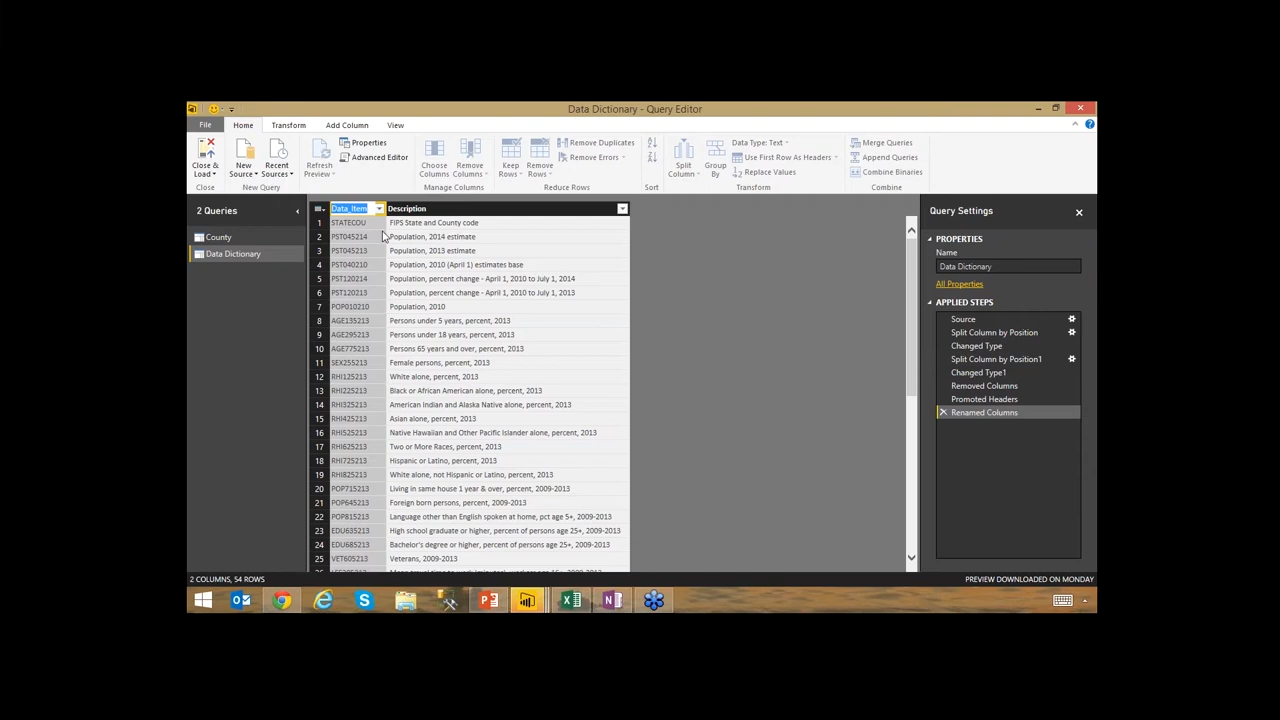 Data Dictionary - Query Editor
File Home Transform Add Column View
Close & Load
New Source
Recent Sources
Refresh Preview
Properties
Advanced Editor
Choose Columns
Remove Columns
Keep Rows
Remove Rows
Remove Duplicates
Remove Errors
Split Column
Group By
Data Type: Text
Use First Row As Headers
Replace Values
Merge Queries
Append Queries
Combine Binaries
Close New Query Manage Columns Reduce Rows Sort Transform Combine
2 Queries
County
Data Dictionary
Data_Item Description
1 STATECOU FIPS State and County code
2 PST045214 Population, 2014 estimate
3 PST045213 Population, 2013 estimate
4 PST040210 Population, 2010 (April 1) estimates base
5 PST120214 Population, percent change - April 1, 2010 to July 1, 2014
6 PST120213 Population, percent change - April 1, 2010 to July 1, 2013
7 POP010210 Population, 2010
8 AGE135213 Persons under 5 years, percent, 2013
9 AGE295213 Persons under 18 years, percent, 2013
10 AGE775213 Persons 65 years and over, percent, 2013
11 SEX255213 Female persons, percent, 2013
12 RHI125213 White alone, percent, 2013
13 RHI225213 Black or African American alone, percent, 2013
14 RHI325213 American Indian and Alaska Native alone, percent, 2013
15 RHI425213 Asian alone, percent, 2013
16 RHI525213 Native Hawaiian and Other Pacific Islander alone, percent, 2013
17 RHI625213 Two or More Races, percent, 2013
18 RHI725213 Hispanic or Latino, percent, 2013
19 RHI825213 White alone, not Hispanic or Latino, percent, 2013
20 POP715213 Living in same house 1 year & over, percent, 2009-2013
21 POP645213 Foreign born persons, percent, 2009-2013
22 POP815213 Language other than English spoken at home, pct age 5+, 2009-2013
23 EDU635213 High school graduate or higher, percent of persons age 25+, 2009-2013
24 EDU685213 Bachelor's degree or higher, percent of persons age 25+, 2009-2013
25 VET605213 Veterans, 2009-2013
Query Settings
PROPERTIES
Name
Data Dictionary
All Properties
APPLIED STEPS
Source
Split Column by Position
Changed Type
Split Column by Position1
Changed Type1
Removed Columns
Promoted Headers
Renamed Columns
2 COLUMNS, 54 ROWS
PREVIEW DOWNLOADED ON MONDAY